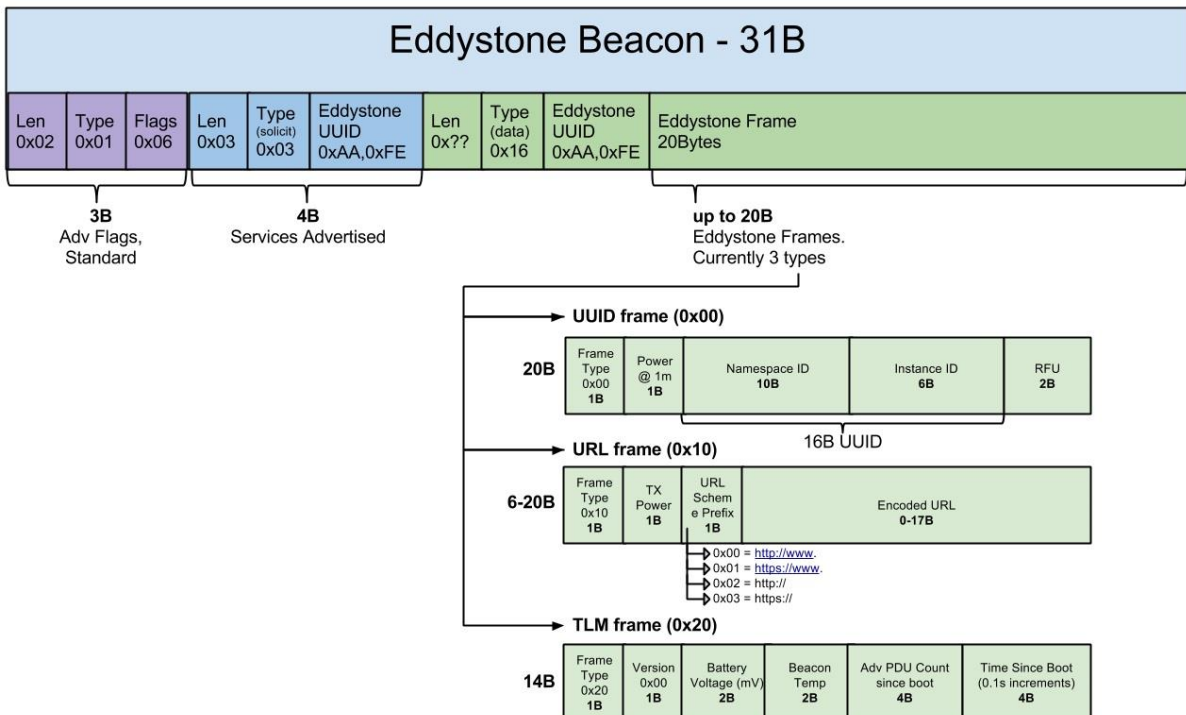 Eddystone Beacon - 31B
Len
0x02
Type
0x01
Flags
0x06
Len
0x03
Type
(solicit)
0x03
Eddystone
UUID
0xAA,0xFE
Len
0x??
Type
(data)
0x16
Eddystone
UUID
0xAA,0xFE
Eddystone Frame
20Bytes
3B
Adv Flags,
Standard
4B
Services Advertised
up to 20B
Eddystone Frames.
Currently 3 types
UUID frame (0x00)
20B
Frame
Type
0x00
1B
Power
@ 1m
1B
Namespace ID
10B
Instance ID
6B
RFU
2B
16B UUID
URL frame (0x10)
6-20B
Frame
Type
0x10
1B
TX
Power
1B
URL
Schem
e Prefix
1B
Encoded URL
0-17B
0x00 = http://www.
0x01 = https://www.
0x02 = http://
0x03 = https://
TLM frame (0x20)
14B
Frame
Type
0x20
1B
Version
0x00
1B
Battery
Voltage (mV)
2B
Beacon
Temp
2B
Adv PDU Count
since boot
4B
Time Since Boot
(0.1s increments)
4B